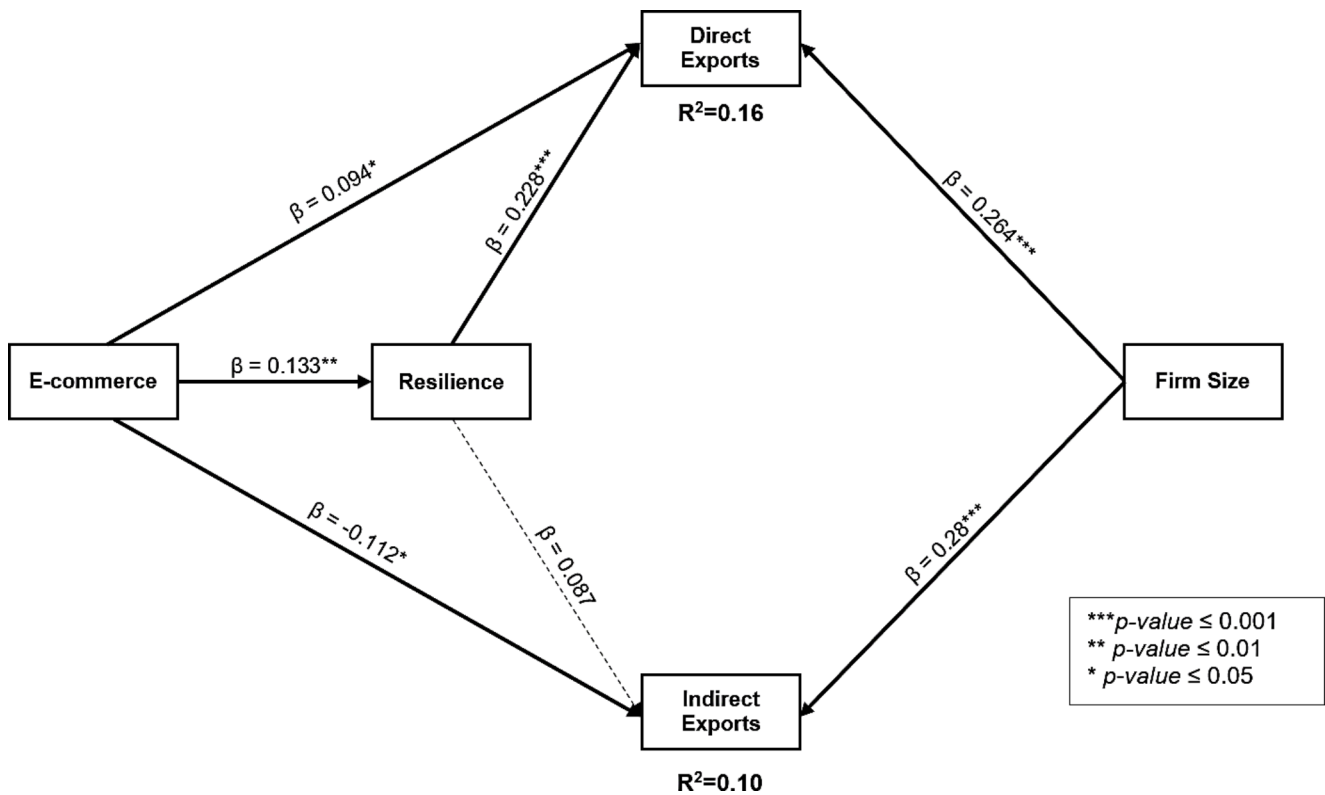 Direct
Exports
R²=0.16
β = 0.094*
β = 0.228***
β = 0.264***
E-commerce
β = 0.133**
Resilience
Firm Size
β = -0.112*
β = 0.087
β = 0.28***
***p-value ≤ 0.001
** p-value ≤ 0.01
* p-value ≤ 0.05
Indirect
Exports
R²=0.10